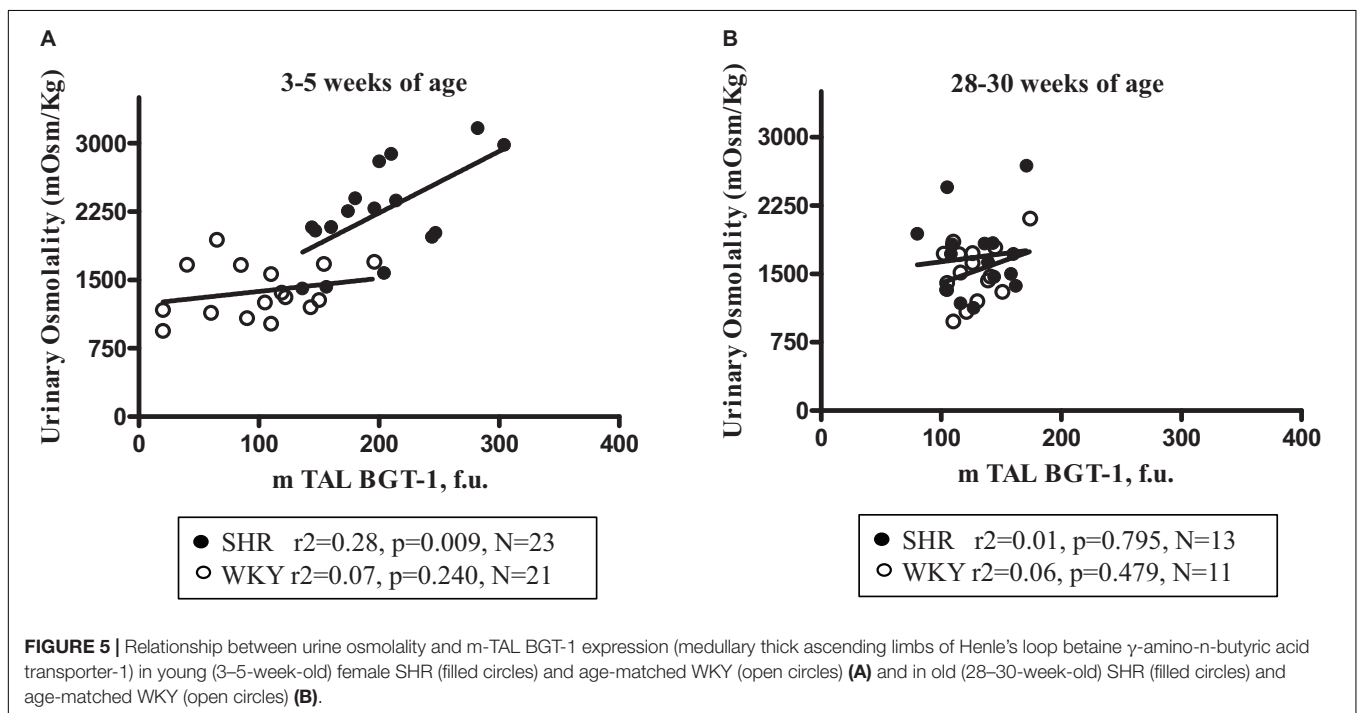 A
3-5 weeks of age
Urinary Osmolality (mOsm/Kg)
3000
2250
1500
750
0
0 100 200 300 400
m TAL BGT-1, f.u.
● SHR r2=0.28, p=0.009, N=23
○ WKY r2=0.07, p=0.240, N=21
B
28-30 weeks of age
Urinary Osmolality (mOsm/Kg)
3000
2250
1500
750
0
0 100 200 300 400
m TAL BGT-1, f.u.
● SHR r2=0.01, p=0.795, N=13
○ WKY r2=0.06, p=0.479, N=11
FIGURE 5 | Relationship between urine osmolality and m-TAL BGT-1 expression (medullary thick ascending limbs of Henle’s loop betaine γ-amino-n-butyric acid
transporter-1) in young (3–5-week-old) female SHR (filled circles) and age-matched WKY (open circles) (A) and in old (28–30-week-old) SHR (filled circles) and
age-matched WKY (open circles) (B).